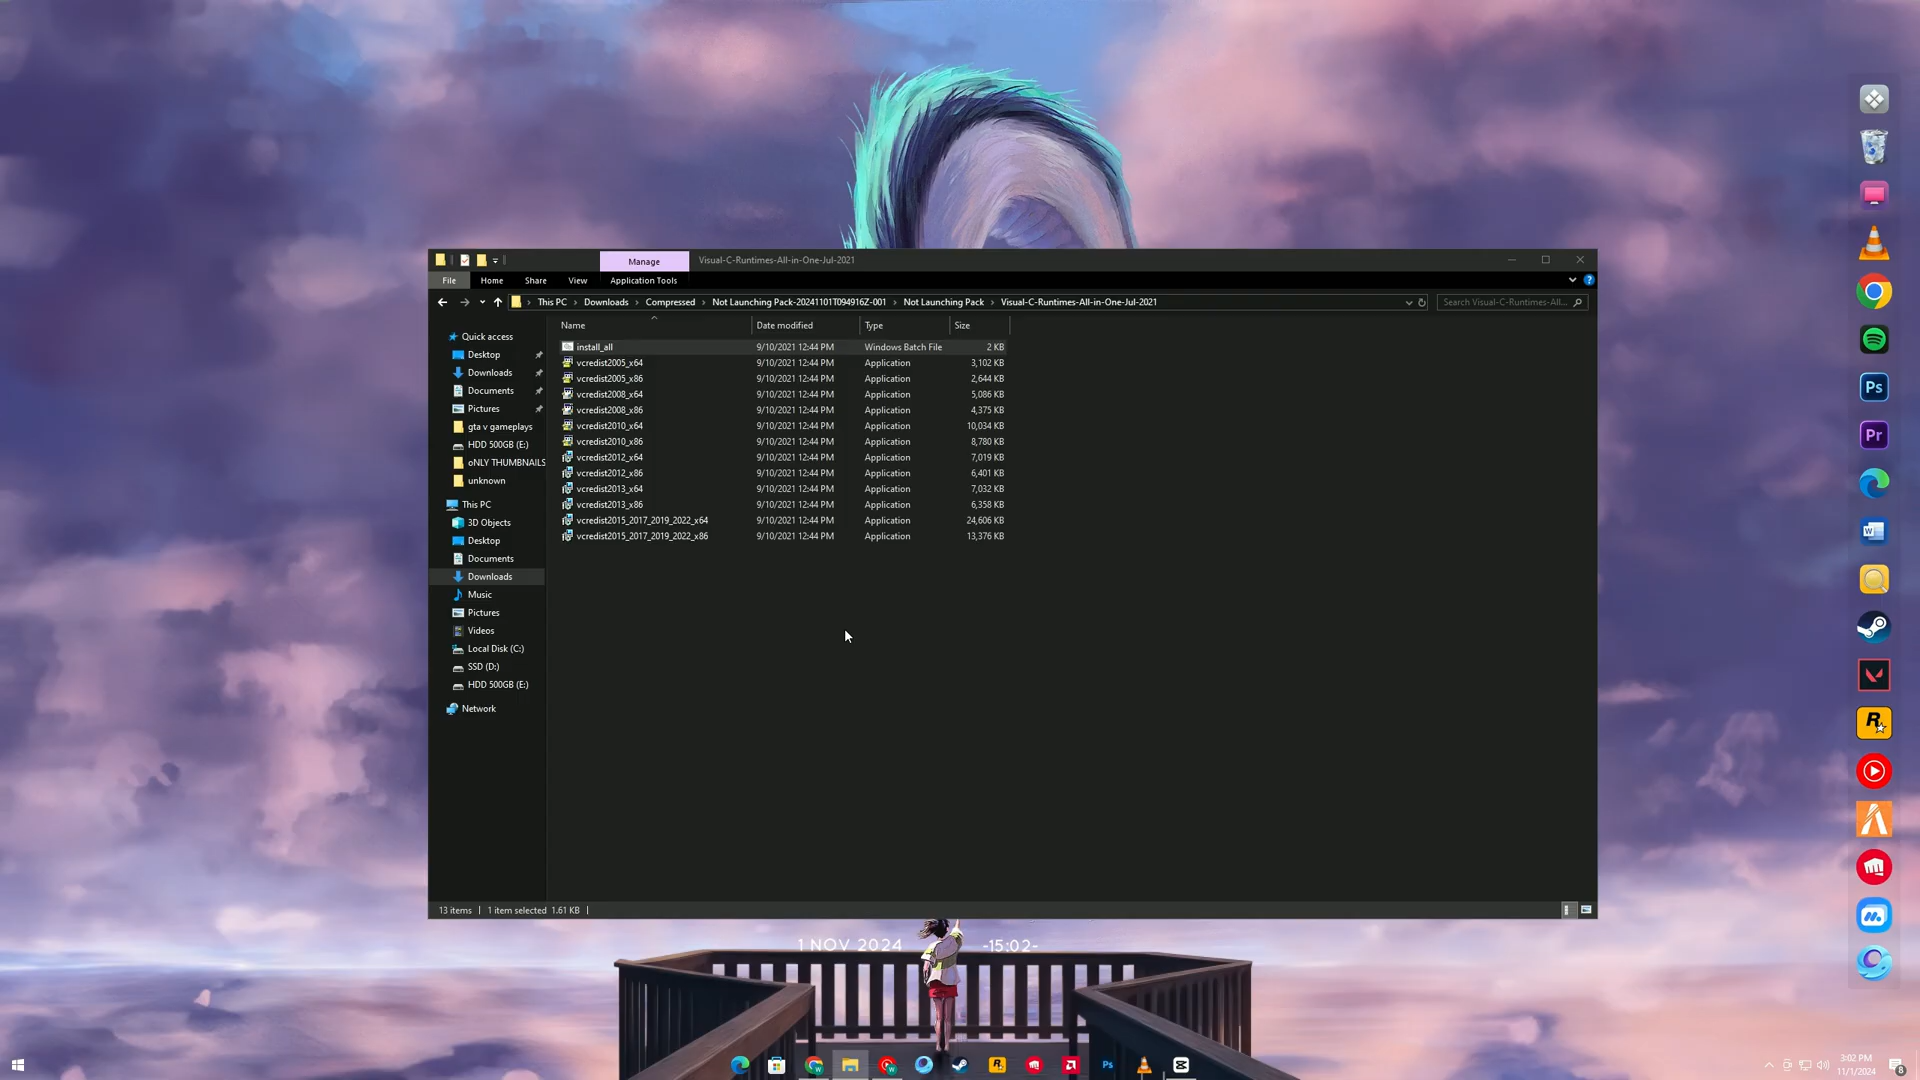 Manage
Visual-C-Runtimes-All-in-One-Jul-2021
File
Home
Share
View
Application Tools
This PC
Downloads
Compressed
Not Launching Pack-20241101T094916Z-001
Not Launching Pack
Visual-C-Runtimes-All-in-One-Jul-2021
Search Visual-C-Runtimes-All-...
Name
Date modified
Type
Size
Quick access
Desktop
Downloads
Documents
Pictures
gta v gameplays
HDD 500GB (E:)
oNLY THUMBNAILS
unknown
This PC
3D Objects
Desktop
Documents
Downloads
Music
Pictures
Videos
Local Disk (C:)
SSD (D:)
HDD 500GB (E:)
Network
install_all 9/10/2021 12:44 PM Windows Batch File 2 KB
vcredist2005_x64 9/10/2021 12:44 PM Application 3,102 KB
vcredist2005_x86 9/10/2021 12:44 PM Application 2,644 KB
vcredist2008_x64 9/10/2021 12:44 PM Application 5,086 KB
vcredist2008_x86 9/10/2021 12:44 PM Application 4,375 KB
vcredist2010_x64 9/10/2021 12:44 PM Application 10,034 KB
vcredist2010_x86 9/10/2021 12:44 PM Application 8,780 KB
vcredist2012_x64 9/10/2021 12:44 PM Application 7,019 KB
vcredist2012_x86 9/10/2021 12:44 PM Application 6,401 KB
vcredist2013_x64 9/10/2021 12:44 PM Application 7,032 KB
vcredist2013_x86 9/10/2021 12:44 PM Application 6,358 KB
vcredist2015_2017_2019_2022_x64 9/10/2021 12:44 PM Application 24,606 KB
vcredist2015_2017_2019_2022_x86 9/10/2021 12:44 PM Application 13,376 KB
13 items
1 item selected 1.61 KB
1 NOV 2024
-15:02-
Ps
Pr
W
R
m.
R
Ps
3:02 PM
11/1/2024
8